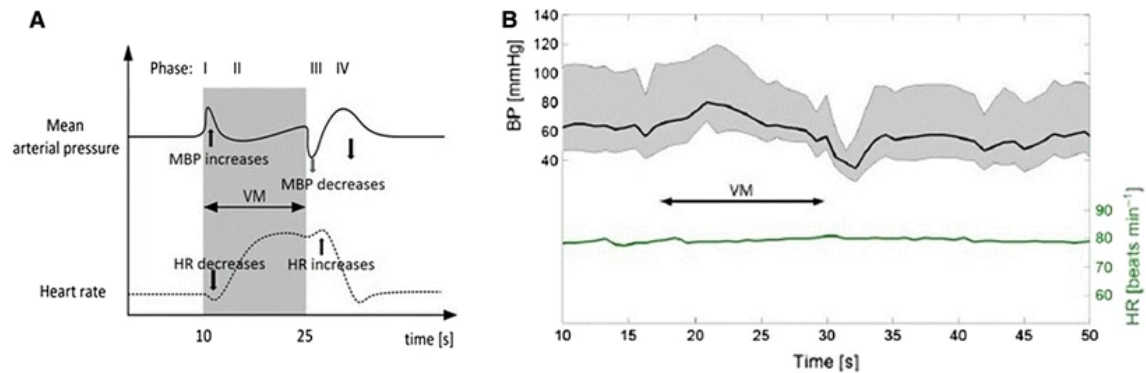 A
Phase: I II III IV
Mean
arterial pressure
MBP increases
MBP decreases
VM
HR decreases
HR increases
Heart rate
10 25 time [s]
B
140
120
100
80
60
40
BP [mmHg]
VM
90
80
70
60
HR [beats min⁻¹]
10 15 20 25 30 35 40 45 50
Time [s]